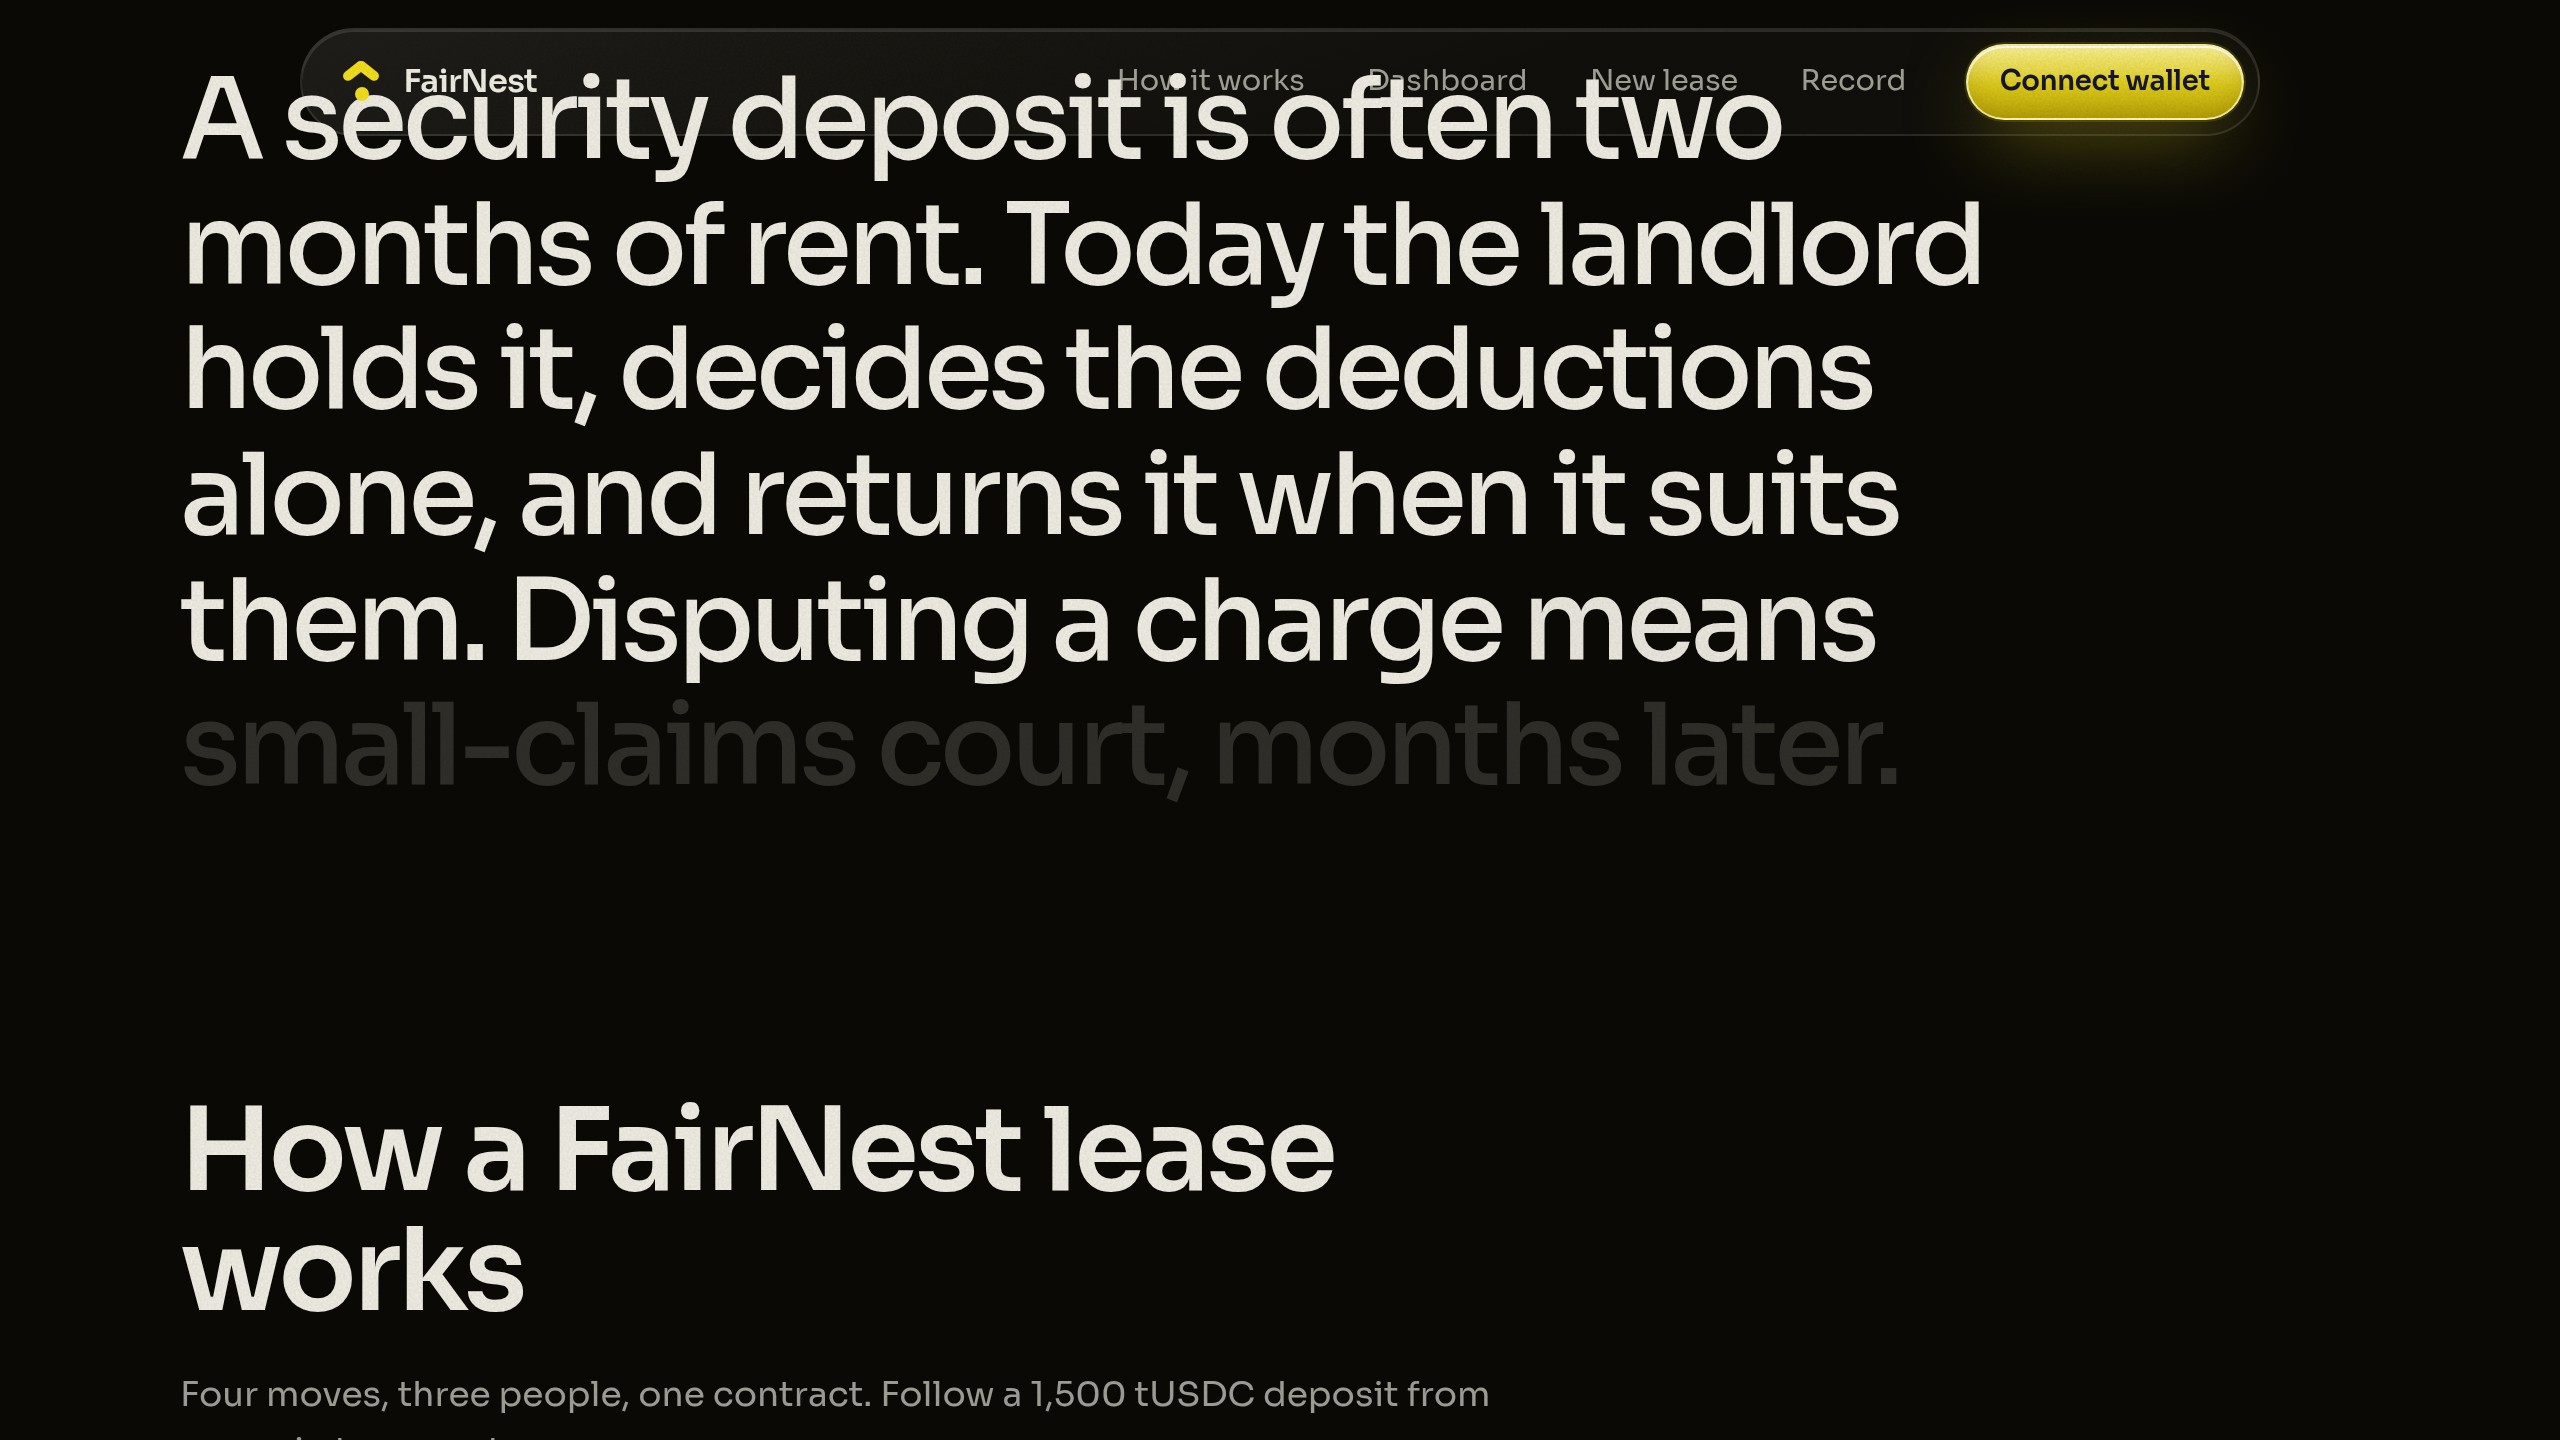 FairNest
How it works
Dashboard
New lease
Record
Connect wallet
A security deposit is often two
months of rent. Today the landlord
holds it, decides the deductions
alone, and returns it when it suits
them. Disputing a charge means
small-claims court, months later.
How a FairNest lease
works
Four moves, three people, one contract. Follow a 1,500 tUSDC deposit from